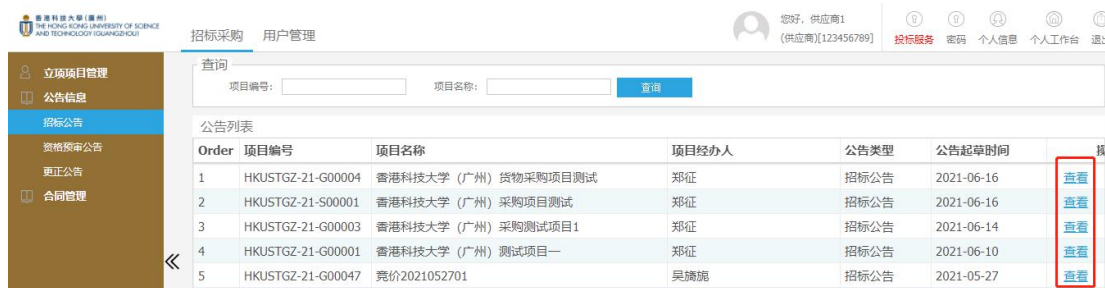 香港科技大學(廣州)
THE HONG KONG UNIVERSITY OF SCIENCE
AND TECHNOLOGY (GUANGZHOU)
招标采购 用户管理
您好，供应商1
(供应商)[123456789]
投标服务 密码 个人信息 个人工作台
立项项目管理
公告信息
招标公告
资格预审公告
更正公告
合同管理
查询
项目编号: 项目名称: 查询
公告列表
Order 项目编号 项目名称 项目经办人 公告类型 公告起草时间
1 HKUSTGZ-21-G00004 香港科技大学（广州）货物采购项目测试 郑征 招标公告 2021-06-16 查看
2 HKUSTGZ-21-S00001 香港科技大学（广州）采购项目测试 郑征 招标公告 2021-06-16 查看
3 HKUSTGZ-21-G00003 香港科技大学（广州）采购测试项目1 郑征 招标公告 2021-06-14 查看
4 HKUSTGZ-21-G00001 香港科技大学（广州）测试项目一 郑征 招标公告 2021-06-10 查看
5 HKUSTGZ-21-G00047 竞价2021052701 吴旖旎 招标公告 2021-05-27 查看